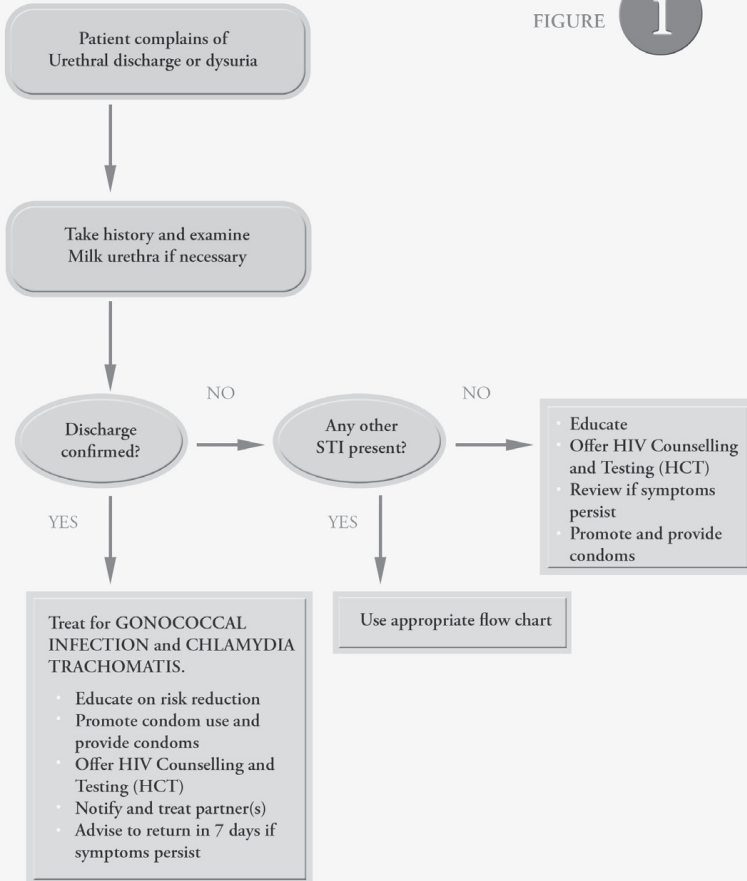 FIGURE 1
Patient complains of
Urethral discharge or dysuria
Take history and examine
Milk urethra if necessary
Discharge
confirmed?
NO
Any other
STI present?
NO
• Educate
• Offer HIV Counselling
and Testing (HCT)
• Review if symptoms
persist
• Promote and provide
condoms
YES
YES
Treat for GONOCOCCAL
INFECTION and CHLAMYDIA
TRACHOMATIS.
• Educate on risk reduction
• Promote condom use and
provide condoms
• Offer HIV Counselling and
Testing (HCT)
• Notify and treat partner(s)
• Advise to return in 7 days if
symptoms persist
Use appropriate flow chart